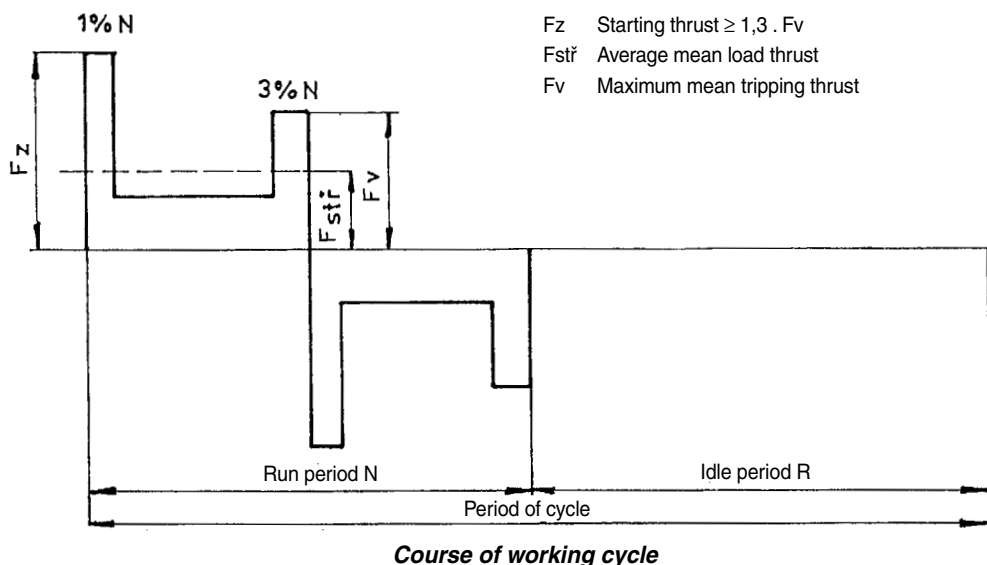 1% N
Fz Starting thrust ≥ 1,3 . Fv
Fstř Average mean load thrust
3% N
Fv Maximum mean tripping thrust
Fz
Fstř
Fv
Run period N
Idle period R
Period of cycle
Course of working cycle